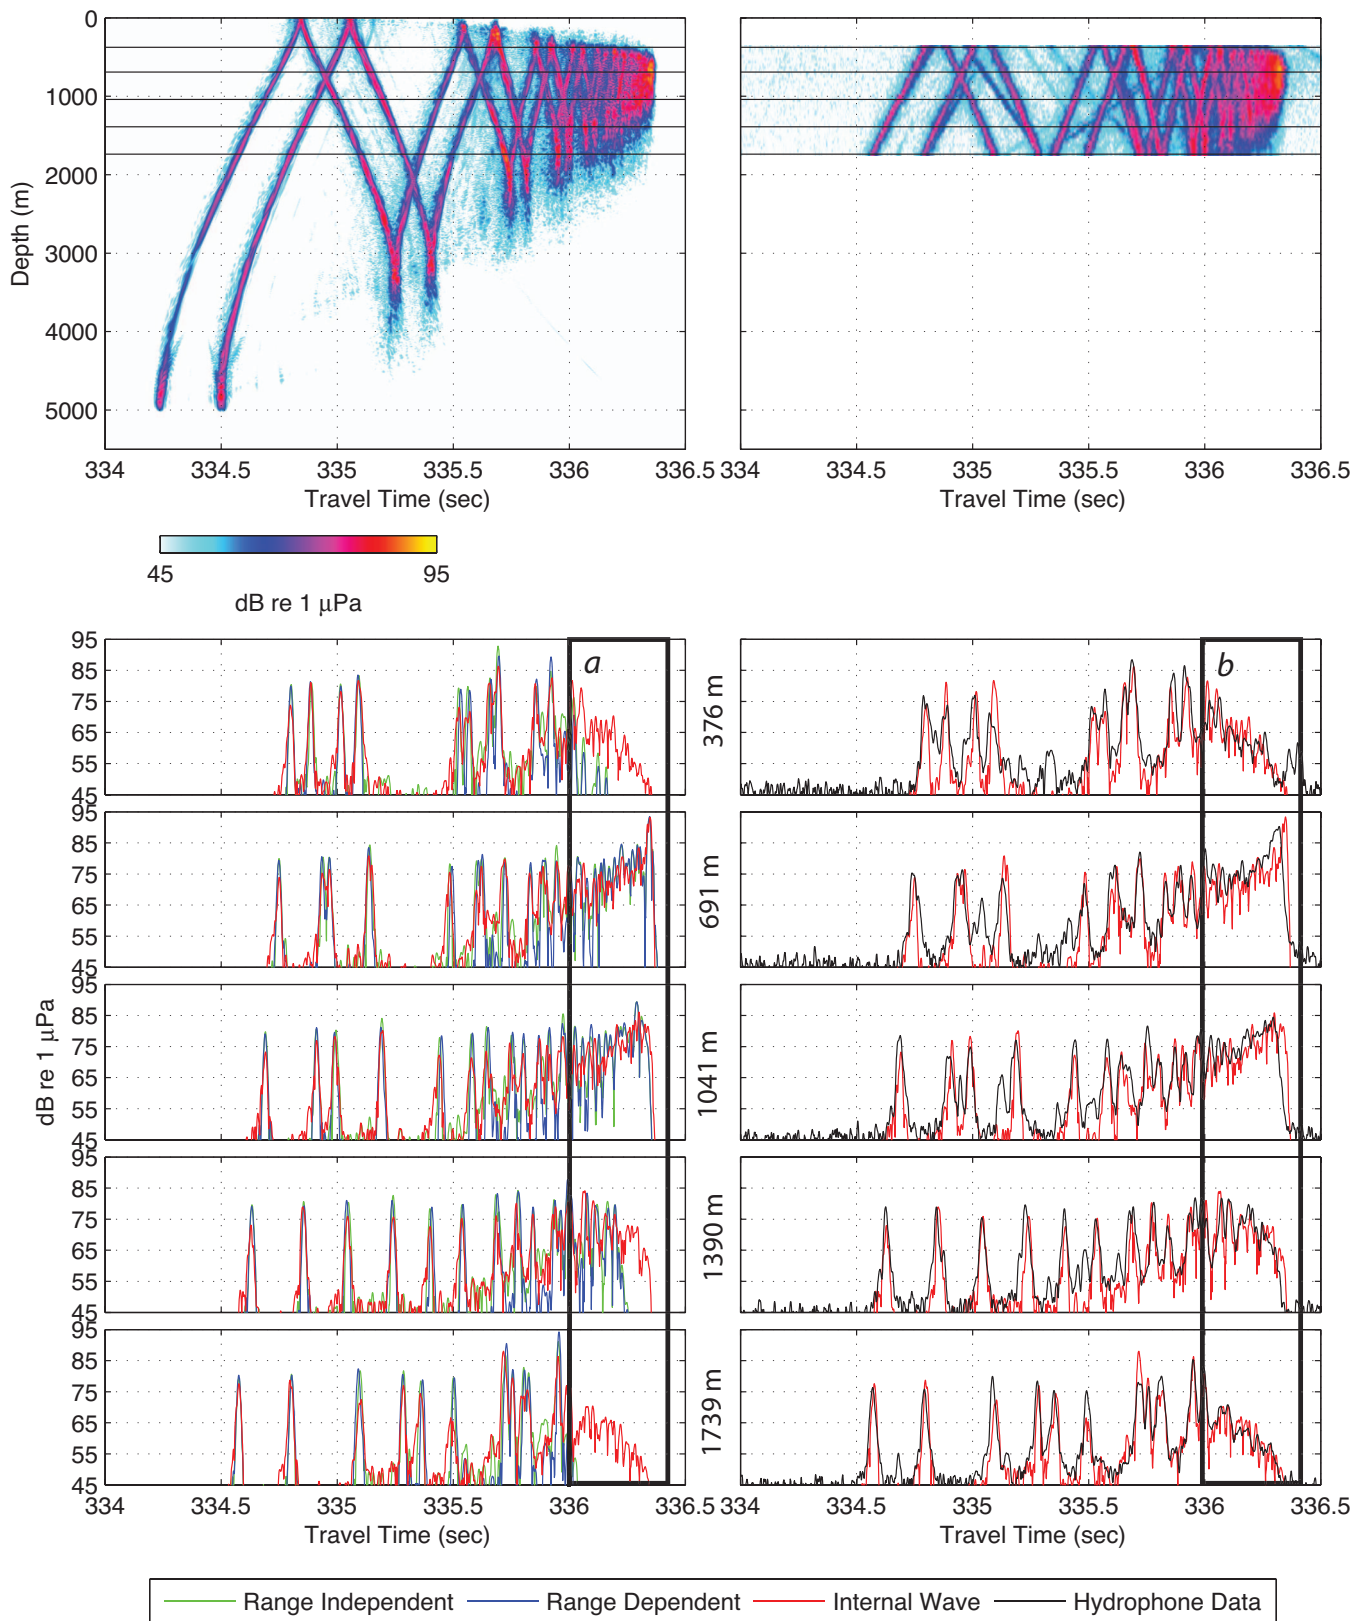 0
1000
2000
3000
4000
5000
Depth (m)
334 334.5 335 335.5 336 336.5
Travel Time (sec)
334 334.5 335 335.5 336 336.5
Travel Time (sec)
45 95
dB re 1 μPa
95
85
75
65
55
45
a
376 m
b
95
85
75
65
55
45
691 m
95
85
75
65
55
45
dB re 1 μPa
1041 m
95
85
75
65
55
45
1390 m
95
85
75
65
55
45
1739 m
334 334.5 335 335.5 336 336.5
Travel Time (sec)
334 334.5 335 335.5 336 336.5
Travel Time (sec)
Range Independent Range Dependent Internal Wave Hydrophone Data